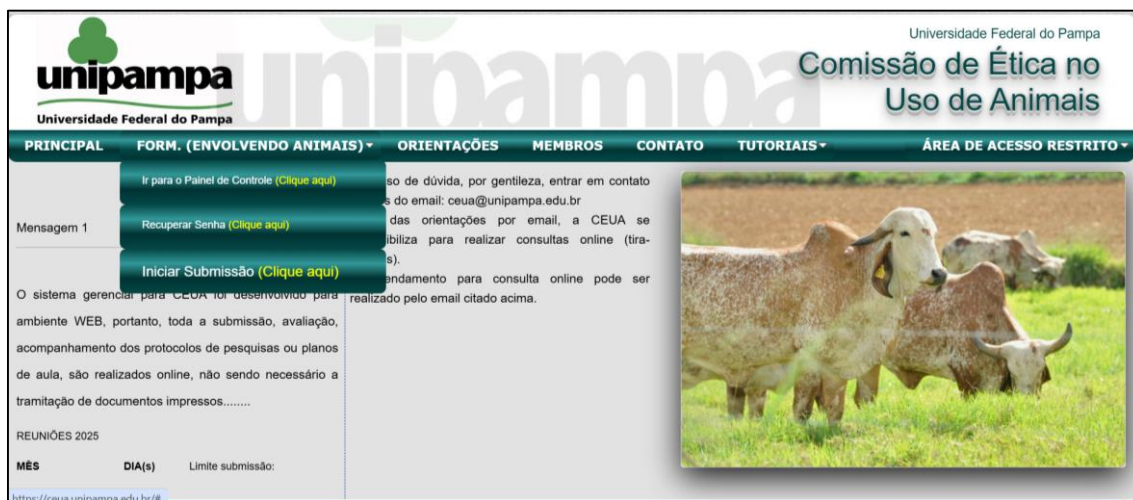 unipampa
Universidade Federal do Pampa
unipampa
Universidade Federal do Pampa
Comissão de Ética no
Uso de Animais
PRINCIPAL FORM. (ENVOLVENDO ANIMAIS) ORIENTAÇÕES MEMBROS CONTATO TUTORIAIS ÁREA DE ACESSO RESTRITO
Ir para o Painel de Controle (Clique aqui)
Recuperar Senha (Clique aqui)
Iniciar Submissão (Clique aqui)
Mensagem 1
O sistema gerencial para CEUA foi desenvolvido para
ambiente WEB, portanto, toda a submissão, avaliação,
acompanhamento dos protocolos de pesquisas ou planos
de aula, são realizados online, não sendo necessário a
tramitação de documentos impressos........
REUNIÕES 2025
MÊS DIA(s) Limite submissão:
https://ceua.unipampa.edu.br/#
de dúvida, por gentileza, entrar em contato
do email: ceua@unipampa.edu.br
das orientações por email, a CEUA se
para realizar consultas online (tira-
para consulta online pode ser
realizado pelo email citado acima.